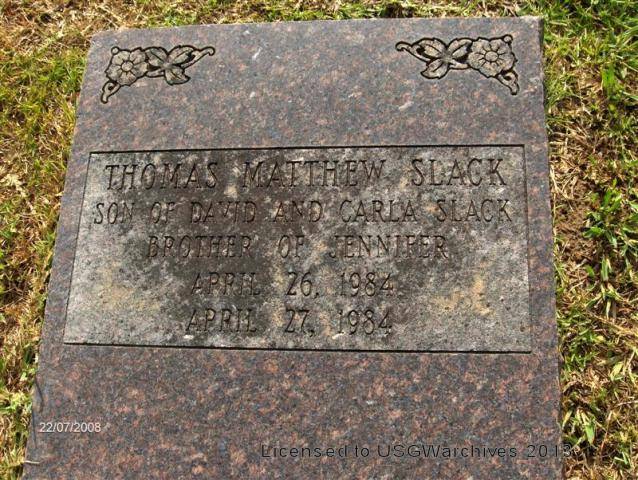 THOMAS MATTHEW SLACK
SON OF DAVID AND CARLA SLACK
BROTHER OF JENNIFER
APRIL 26, 1984
APRIL 27, 1984
22/07/2008
Licensed to USGWarchives 2013